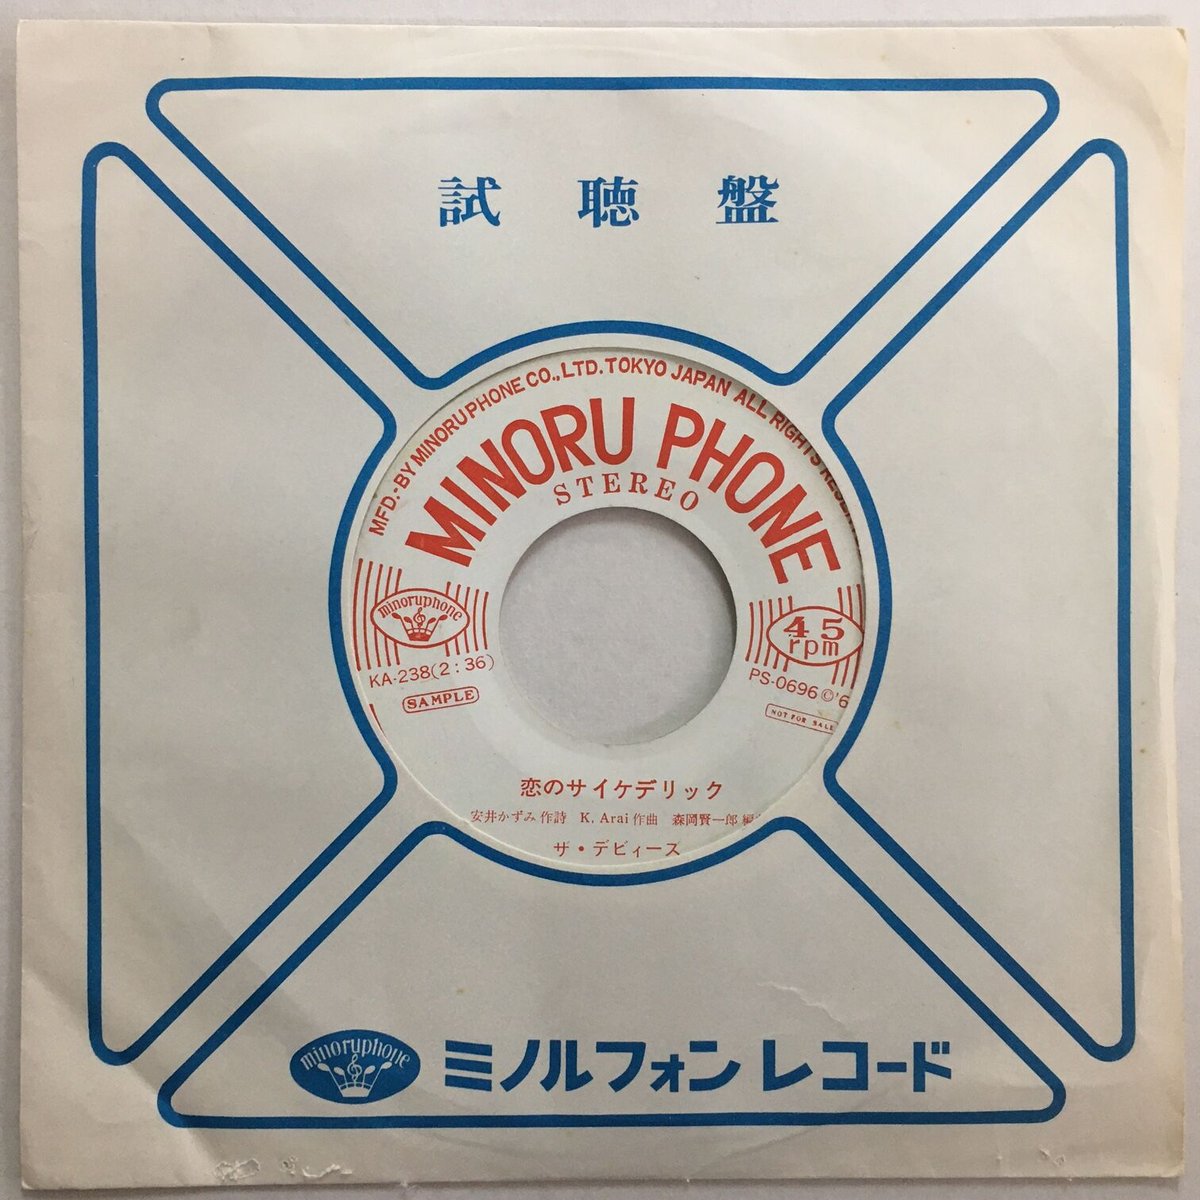 試聴盤
MFD.-BY MINORUPHONE CO.,LTD. TOKYO JAPAN ALL RIGHTS
MINORU PHONE
STEREO
minoruphone
45
rpm
KA-238(2:36)
PS-0696 ©'6
SAMPLE
NOT FOR SALE
恋のサイケデリック
安井かずみ 作詩 K. Arai 作曲 森岡賢一郎 編
ザ・デビィース
minoruphone ミノルフォン レコード